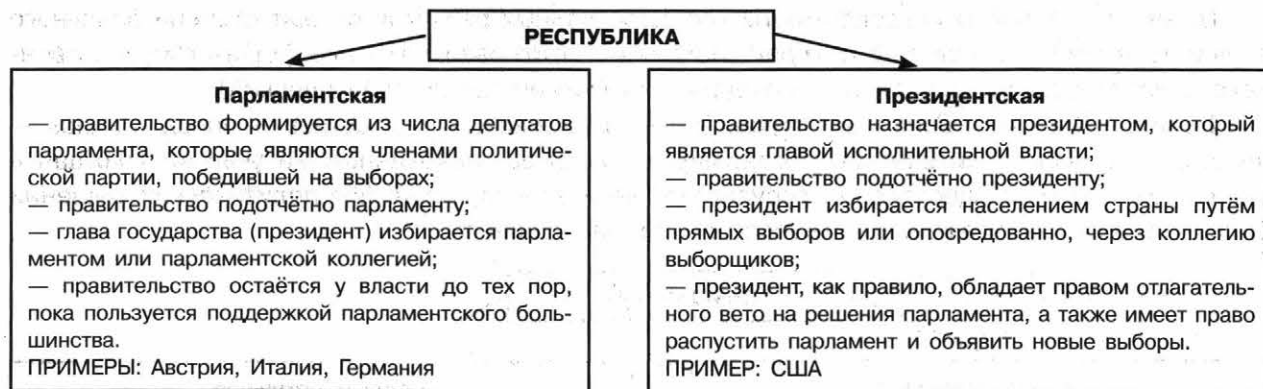 РЕСПУБЛИКА
Парламентская
— правительство формируется из числа депутатов
парламента, которые являются членами политиче-
ской партии, победившей на выборах;
— правительство подотчётно парламенту;
— глава государства (президент) избирается парла-
ментом или парламентской коллегией;
— правительство остаётся у власти до тех пор,
пока пользуется поддержкой парламентского боль-
шинства.
ПРИМЕРЫ: Австрия, Италия, Германия
Президентская
— правительство назначается президентом, который
является главой исполнительной власти;
— правительство подотчётно президенту;
— президент избирается населением страны путём
прямых выборов или опосредованно, через коллегию
выборщиков;
— президент, как правило, обладает правом отлагатель-
ного вето на решения парламента, а также имеет право
распустить парламент и объявить новые выборы.
ПРИМЕР: США